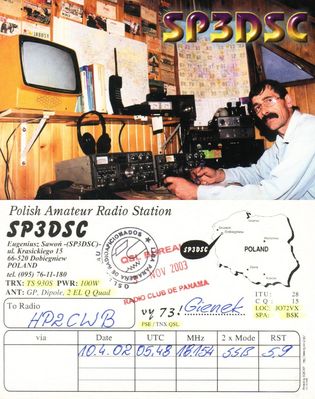 SP3DSC
Polish Amateur Radio Station
SP3DSC
Eugeniusz Sawoń -(SP3DSC)-
ul. Krasickiego 15
66-520 Dobiegniew
POLAND
tel. (095) 76-11-180
TRX: TS 930S PWR: 100W
ANT: GP, Dipole, 2 EL Q Quad
QSL BUREAU
NOV 2003
RADIO CLUB DE PANAMA
SP3DSC
Dobiegniew
POLAND
ITU: 28
CQ: 15
LOC: JO72VX
SPA: BSK
To Radio
HP2CWB
vy 73! Gienek
PSE / TNX QSL
via Date UTC MHz 2 x Mode RST
10.4.02 05.48 18.154 SSB 59